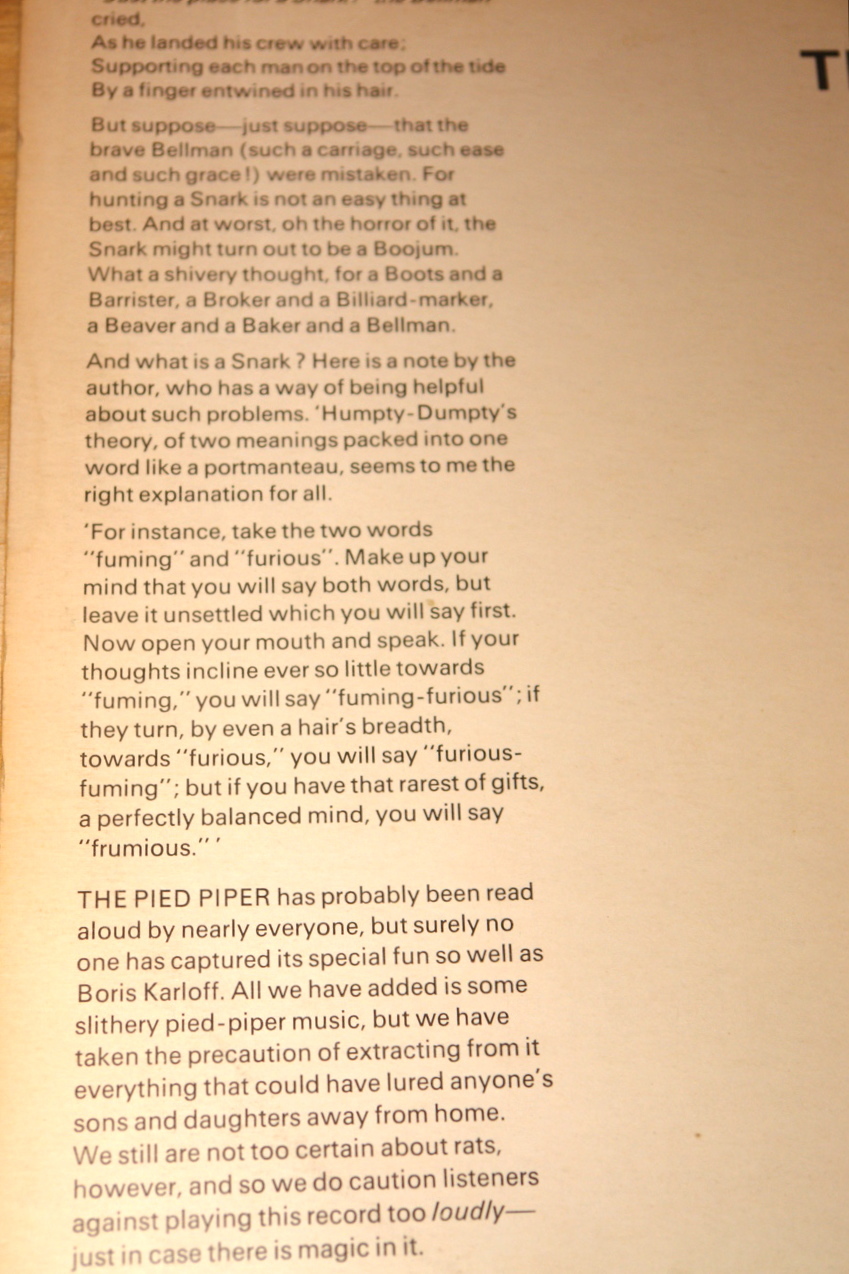 cried,
As he landed his crew with care;
Supporting each man on the top of the tide
By a finger entwined in his hair.
But suppose—just suppose—that the
brave Bellman (such a carriage, such ease
and such grace!) were mistaken. For
hunting a Snark is not an easy thing at
best. And at worst, oh the horror of it, the
Snark might turn out to be a Boojum.
What a shivery thought, for a Boots and a
Barrister, a Broker and a Billiard-marker,
a Beaver and a Baker and a Bellman.
And what is a Snark? Here is a note by the
author, who has a way of being helpful
about such problems. 'Humpty-Dumpty's
theory, of two meanings packed into one
word like a portmanteau, seems to me the
right explanation for all.
'For instance, take the two words
"fuming" and "furious". Make up your
mind that you will say both words, but
leave it unsettled which you will say first.
Now open your mouth and speak. If your
thoughts incline ever so little towards
"fuming," you will say "fuming-furious"; if
they turn, by even a hair's breadth,
towards "furious," you will say "furious-
fuming"; but if you have that rarest of gifts,
a perfectly balanced mind, you will say
"frumious." '
THE PIED PIPER has probably been read
aloud by nearly everyone, but surely no
one has captured its special fun so well as
Boris Karloff. All we have added is some
slithery pied-piper music, but we have
taken the precaution of extracting from it
everything that could have lured anyone's
sons and daughters away from home.
We still are not too certain about rats,
however, and so we do caution listeners
against playing this record too loudly—
just in case there is magic in it.